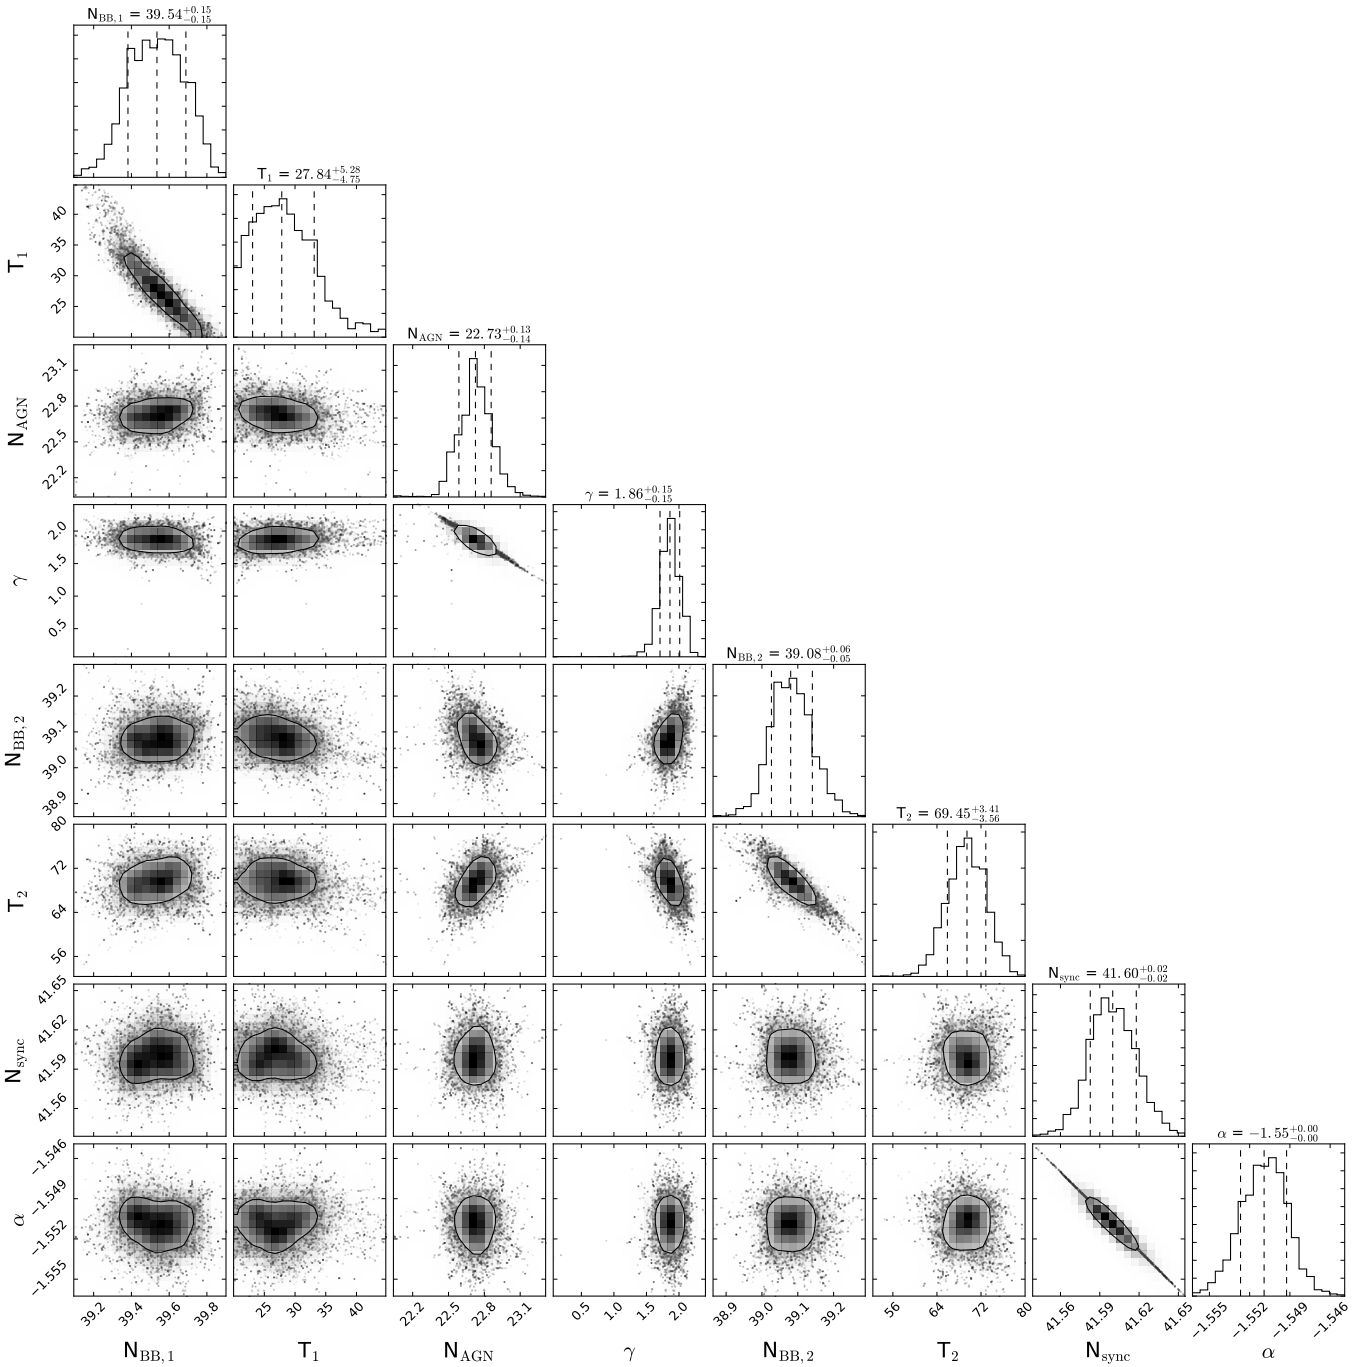 N_BB,1 = 39.54 +0.15 −0.15
T_1 = 27.84 +5.28 −4.75
40
35
30
25
T_1
N_AGN = 22.73 +0.13 −0.14
23.1
22.8
22.5
22.2
N_AGN
γ = 1.86 +0.15 −0.15
2.0
1.5
1.0
0.5
γ
N_BB,2 = 39.08 +0.06 −0.05
39.2
39.1
39.0
38.9
N_BB,2
T_2 = 69.45 +3.41 −3.56
80
72
64
56
T_2
N_sync = 41.60 +0.02 −0.02
41.65
41.62
41.59
41.56
N_sync
α = −1.55 +0.00 −0.00
−1.546
−1.549
−1.552
−1.555
α
39.2 39.4 39.6 39.8 25 30 35 40 22.2 22.5 22.8 23.1 0.5 1.0 1.5 2.0 38.9 39.0 39.1 39.2 56 64 72 80 41.56 41.59 41.62 41.65 −1.555 −1.552 −1.549 −1.546
N_BB,1 T_1 N_AGN γ N_BB,2 T_2 N_sync α